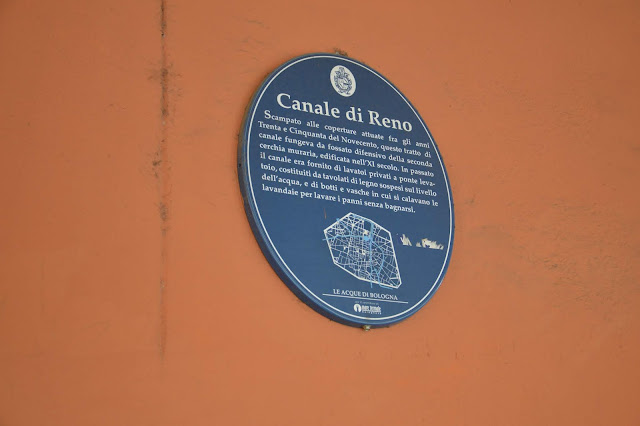 Canale di Reno
Scampato alle coperture attuate fra gli anni
Trenta e Cinquanta del Novecento, questo tratto di
canale fungeva da fossato difensivo della seconda
cerchia muraria, edificata nell'XI secolo. In passato
il canale era fornito di lavatoi privati a ponte leva-
toio, costituiti da tavolati di legno sospesi sul livello
dell'acqua, e di botti e vasche in cui si calavano le
lavandaie per lavare i panni senza bagnarsi.
LE ACQUE DI BOLOGNA